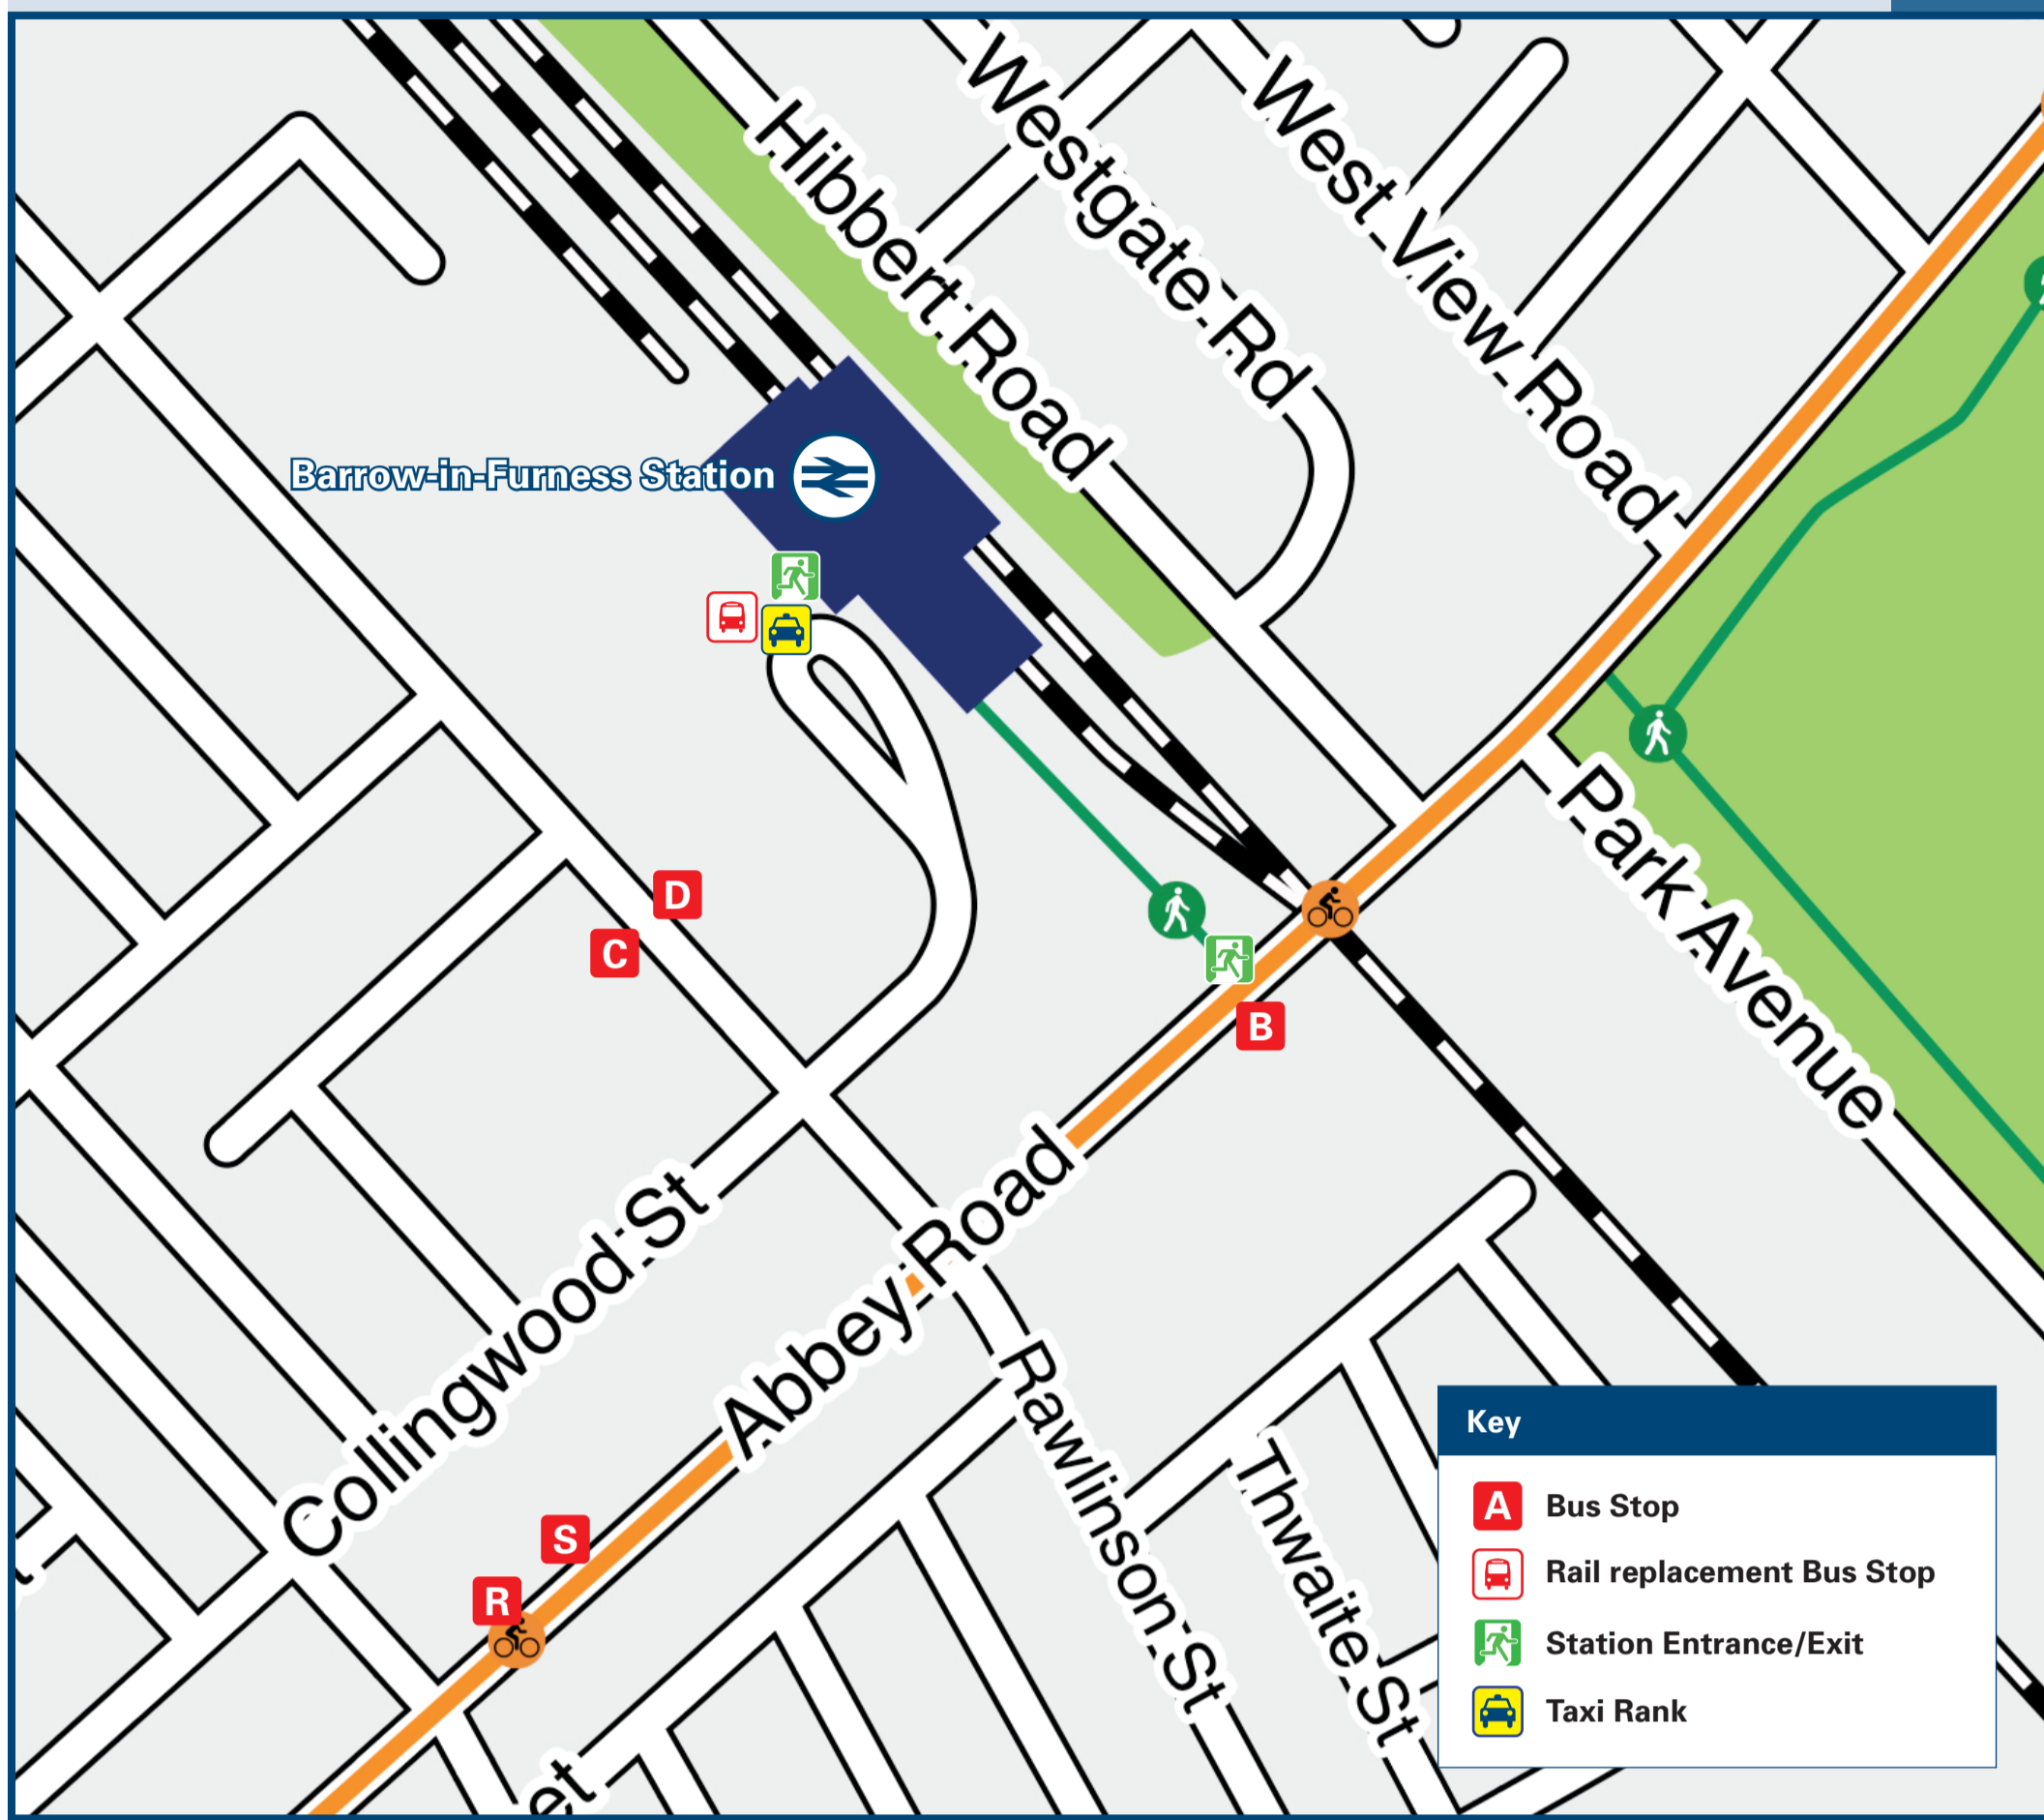 Hibbert Road
Westgate Rd
West View Road
Barrow-in-Furness Station
Park Avenue
D
C
B
Collingwood St
Abbey Road
Rawlinson St
Thwaite St
S
R
et
t
Key
A Bus Stop
Rail replacement Bus Stop
Station Entrance/Exit
Taxi Rank